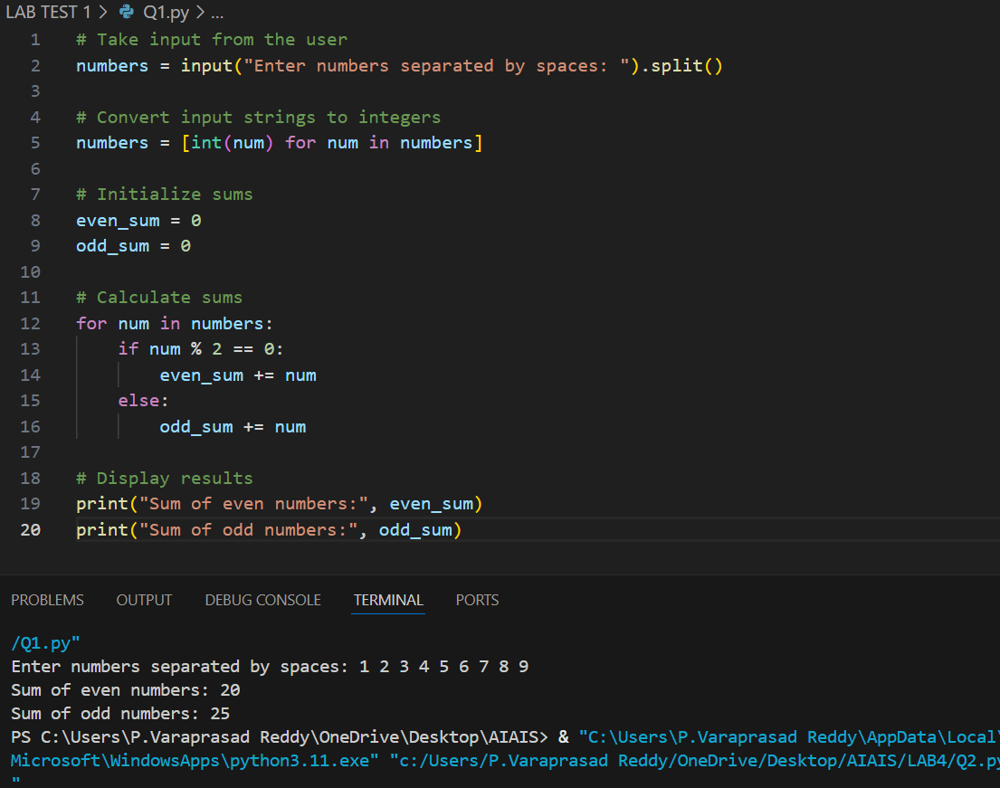 LAB TEST 1 > Q1.py > ...
1 # Take input from the user
2 numbers = input("Enter numbers separated by spaces: ").split()
3
4 # Convert input strings to integers
5 numbers = [int(num) for num in numbers]
6
7 # Initialize sums
8 even_sum = 0
9 odd_sum = 0
10
11 # Calculate sums
12 for num in numbers:
13     if num % 2 == 0:
14         even_sum += num
15     else:
16         odd_sum += num
17
18 # Display results
19 print("Sum of even numbers:", even_sum)
20 print("Sum of odd numbers:", odd_sum)
PROBLEMS OUTPUT DEBUG CONSOLE TERMINAL PORTS
/Q1.py"
Enter numbers separated by spaces: 1 2 3 4 5 6 7 8 9
Sum of even numbers: 20
Sum of odd numbers: 25
PS C:\Users\P.Varaprasad Reddy\OneDrive\Desktop\AIAIS> & "C:\Users\P.Varaprasad Reddy\AppData\Local\
Microsoft\WindowsApps\python3.11.exe" "c:/Users/P.Varaprasad Reddy/OneDrive/Desktop/AIAIS/LAB4/Q2.py
"